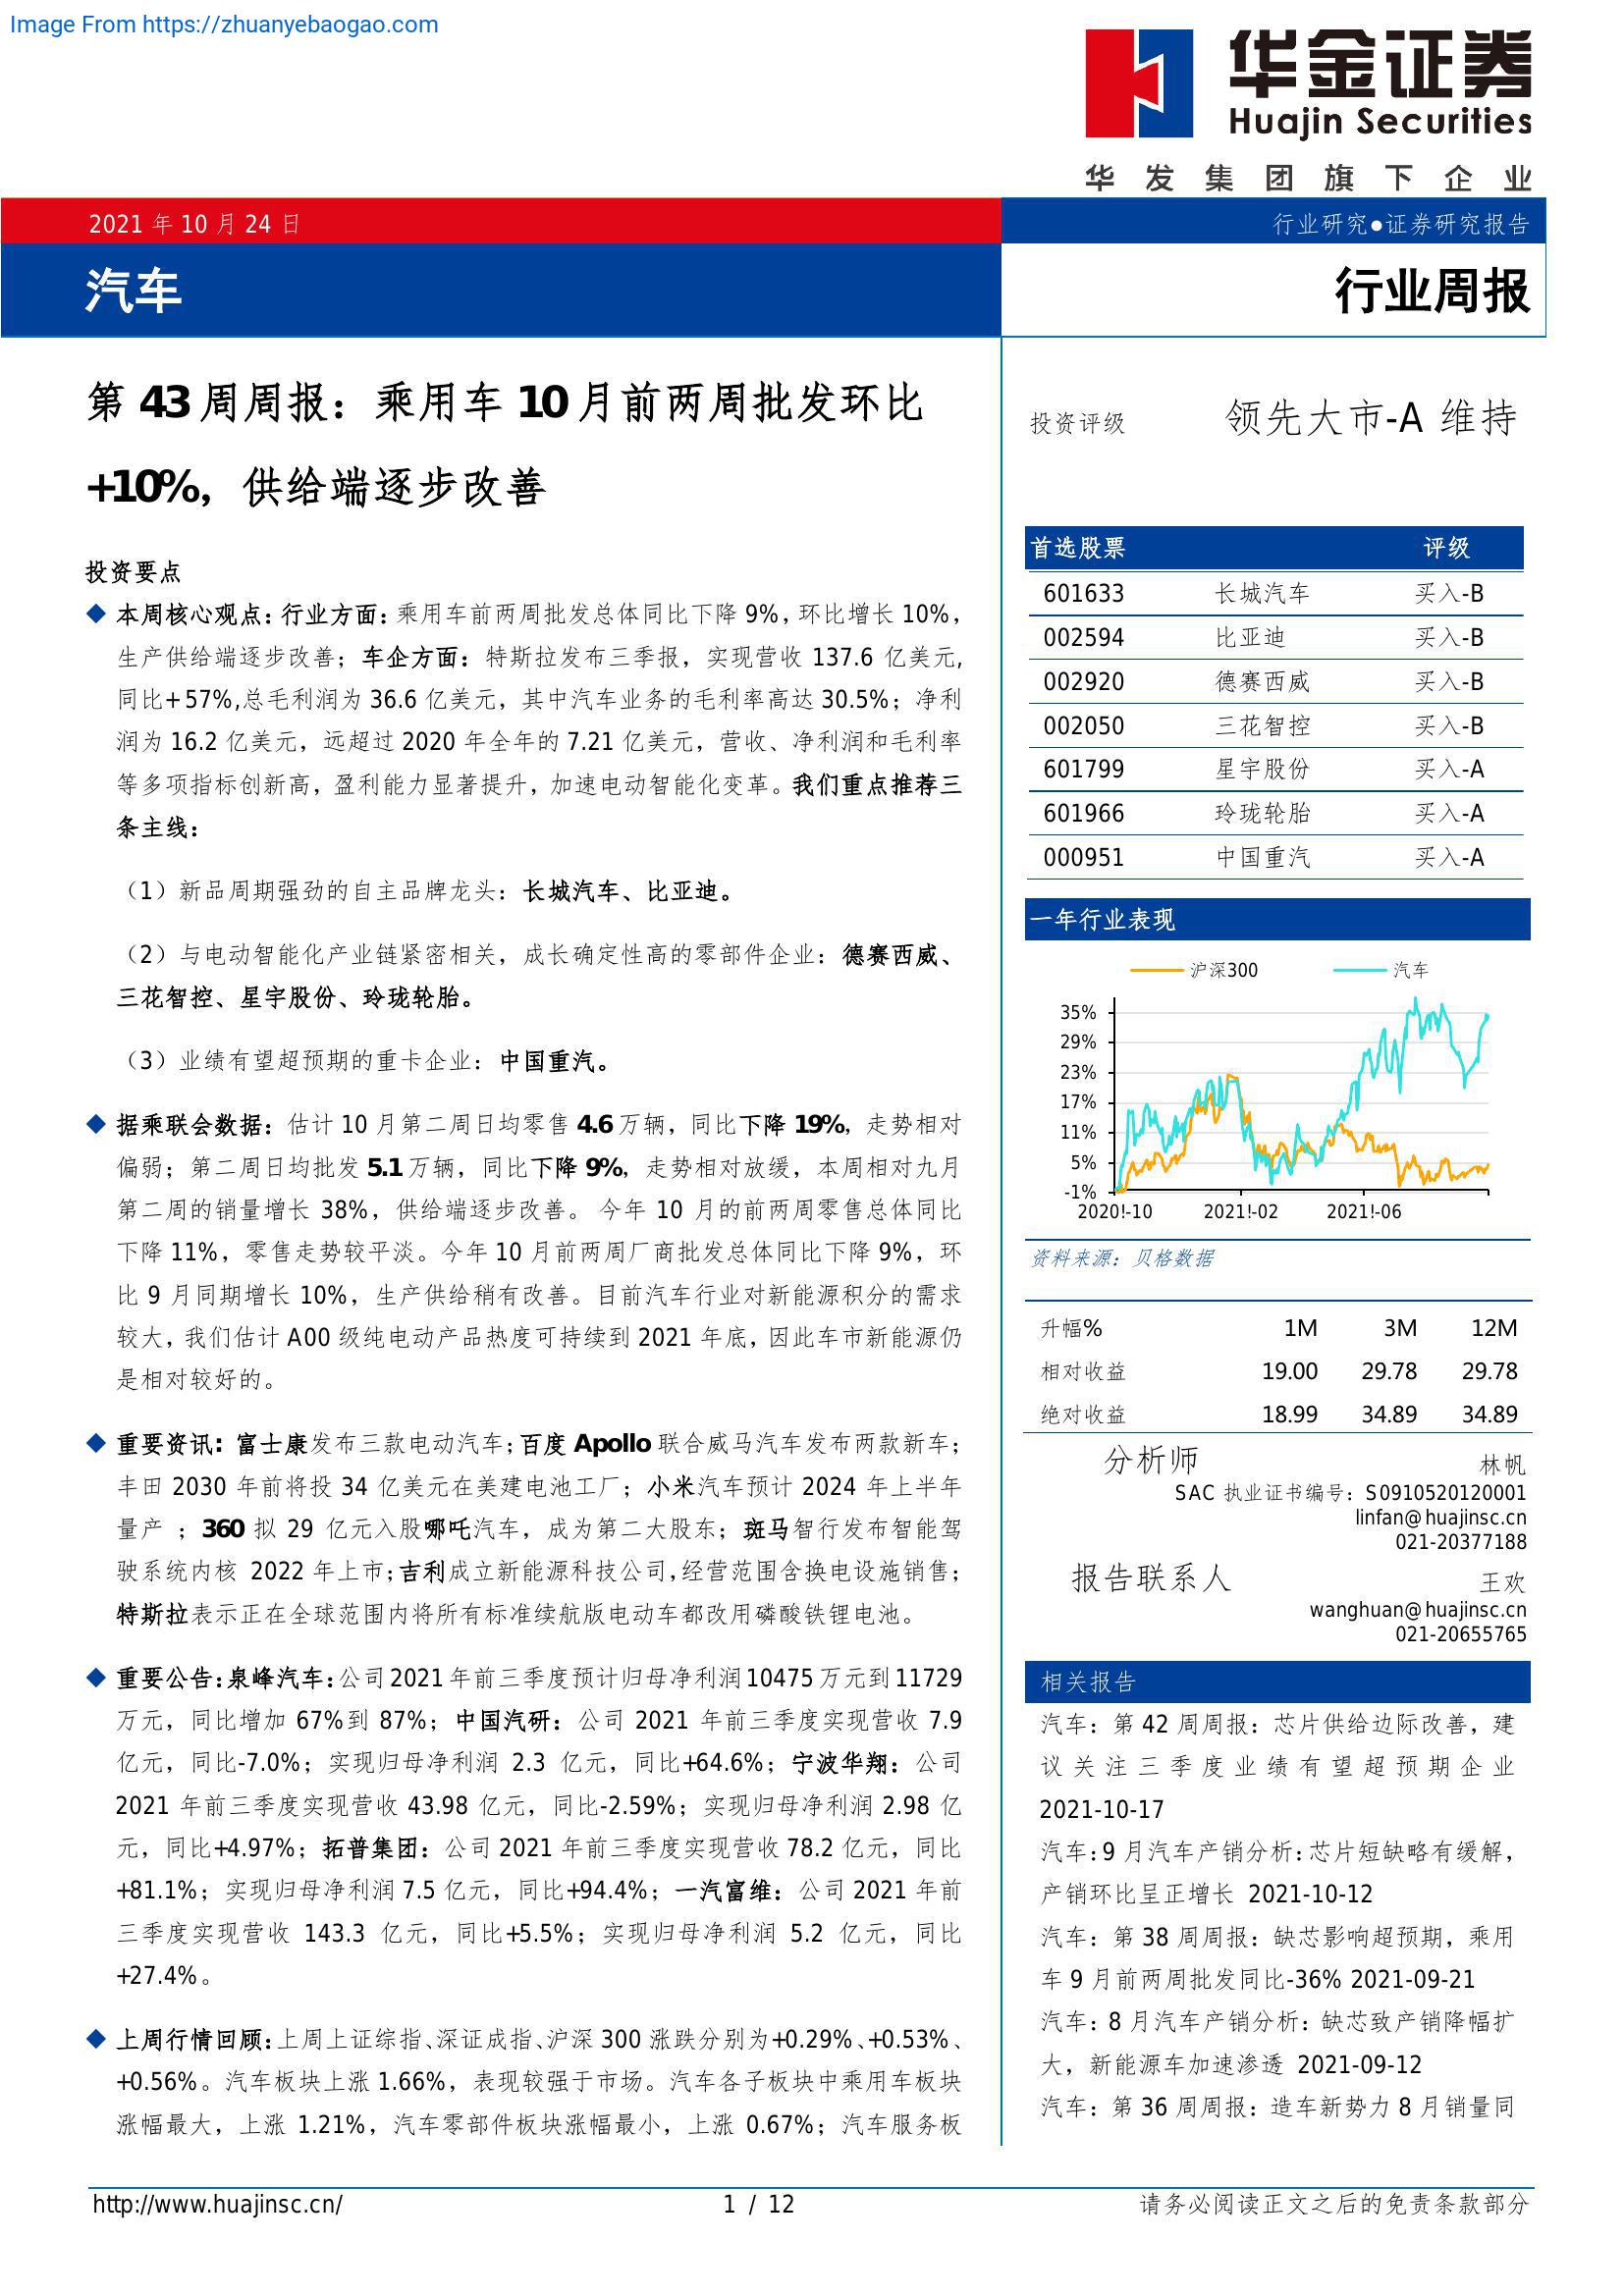 Image From https://zhuanyebaogao.com
华金证券
Huajin Securities
华发集团旗下企业
2021 年 10 月 24 日
行业研究●证券研究报告
汽车
行业周报
第 43 周周报：乘用车 10 月前两周批发环比
+10%，供给端逐步改善
投资要点
◆ 本周核心观点：行业方面：乘用车前两周批发总体同比下降 9%，环比增长 10%，
生产供给端逐步改善；车企方面：特斯拉发布三季报，实现营收 137.6 亿美元，
同比+57%,总毛利润为 36.6 亿美元，其中汽车业务的毛利率高达 30.5%；净利
润为 16.2 亿美元，远超过 2020 年全年的 7.21 亿美元，营收、净利润和毛利率
等多项指标创新高，盈利能力显著提升，加速电动智能化变革。我们重点推荐三
条主线：
（1）新品周期强劲的自主品牌龙头：长城汽车、比亚迪。
（2）与电动智能化产业链紧密相关，成长确定性高的零部件企业：德赛西威、
三花智控、星宇股份、玲珑轮胎。
（3）业绩有望超预期的重卡企业：中国重汽。
◆ 据乘联会数据：估计 10 月第二周日均零售 4.6 万辆，同比下降 19%，走势相对
偏弱；第二周日均批发 5.1 万辆，同比下降 9%，走势相对放缓，本周相对九月
第二周的销量增长 38%，供给端逐步改善。 今年 10 月的前两周零售总体同比
下降 11%，零售走势较平淡。今年 10 月前两周厂商批发总体同比下降 9%，环
比 9 月同期增长 10%，生产供给稍有改善。目前汽车行业对新能源积分的需求
较大，我们估计 A00 级纯电动产品热度可持续到 2021 年底，因此车市新能源仍
是相对较好的。
◆ 重要资讯：富士康发布三款电动汽车；百度 Apollo 联合威马汽车发布两款新车；
丰田 2030 年前将投 34 亿美元在美建电池工厂；小米汽车预计 2024 年上半年
量产 ；360 拟 29 亿元入股哪吒汽车，成为第二大股东；斑马智行发布智能驾
驶系统内核 2022 年上市；吉利成立新能源科技公司,经营范围含换电设施销售；
特斯拉表示正在全球范围内将所有标准续航版电动车都改用磷酸铁锂电池。
◆ 重要公告：泉峰汽车：公司 2021 年前三季度预计归母净利润 10475 万元到 11729
万元，同比增加 67%到 87%；中国汽研：公司 2021 年前三季度实现营收 7.9
亿元，同比-7.0%；实现归母净利润 2.3 亿元，同比+64.6%；宁波华翔：公司
2021 年前三季度实现营收 43.98 亿元，同比-2.59%；实现归母净利润 2.98 亿
元，同比+4.97%；拓普集团：公司 2021 年前三季度实现营收 78.2 亿元，同比
+81.1%；实现归母净利润 7.5 亿元，同比+94.4%；一汽富维：公司 2021 年前
三季度实现营收 143.3 亿元，同比+5.5%；实现归母净利润 5.2 亿元，同比
+27.4%。
◆ 上周行情回顾：上周上证综指、深证成指、沪深 300 涨跌分别为+0.29%、+0.53%、
+0.56%。汽车板块上涨 1.66%，表现较强于市场。汽车各子板块中乘用车板块
涨幅最大，上涨 1.21%，汽车零部件板块涨幅最小，上涨 0.67%；汽车服务板
投资评级 领先大市-A 维持
首选股票 评级
601633 长城汽车 买入-B
002594 比亚迪 买入-B
002920 德赛西威 买入-B
002050 三花智控 买入-B
601799 星宇股份 买入-A
601966 玲珑轮胎 买入-A
000951 中国重汽 买入-A
一年行业表现
沪深300 汽车
35%
29%
23%
17%
11%
5%
-1%
2020!-10 2021!-02 2021!-06
资料来源：贝格数据
升幅% 1M 3M 12M
相对收益 19.00 29.78 29.78
绝对收益 18.99 34.89 34.89
分析师 林帆
SAC 执业证书编号：S0910520120001
linfan@huajinsc.cn
021-20377188
报告联系人 王欢
wanghuan@huajinsc.cn
021-20655765
相关报告
汽车：第 42 周周报：芯片供给边际改善，建
议关注三季度业绩有望超预期企业
2021-10-17
汽车：9 月汽车产销分析：芯片短缺略有缓解，
产销环比呈正增长 2021-10-12
汽车：第 38 周周报：缺芯影响超预期，乘用
车 9 月前两周批发同比-36% 2021-09-21
汽车：8 月汽车产销分析：缺芯致产销降幅扩
大，新能源车加速渗透 2021-09-12
汽车：第 36 周周报：造车新势力 8 月销量同
http://www.huajinsc.cn/ 1 / 12 请务必阅读正文之后的免责条款部分